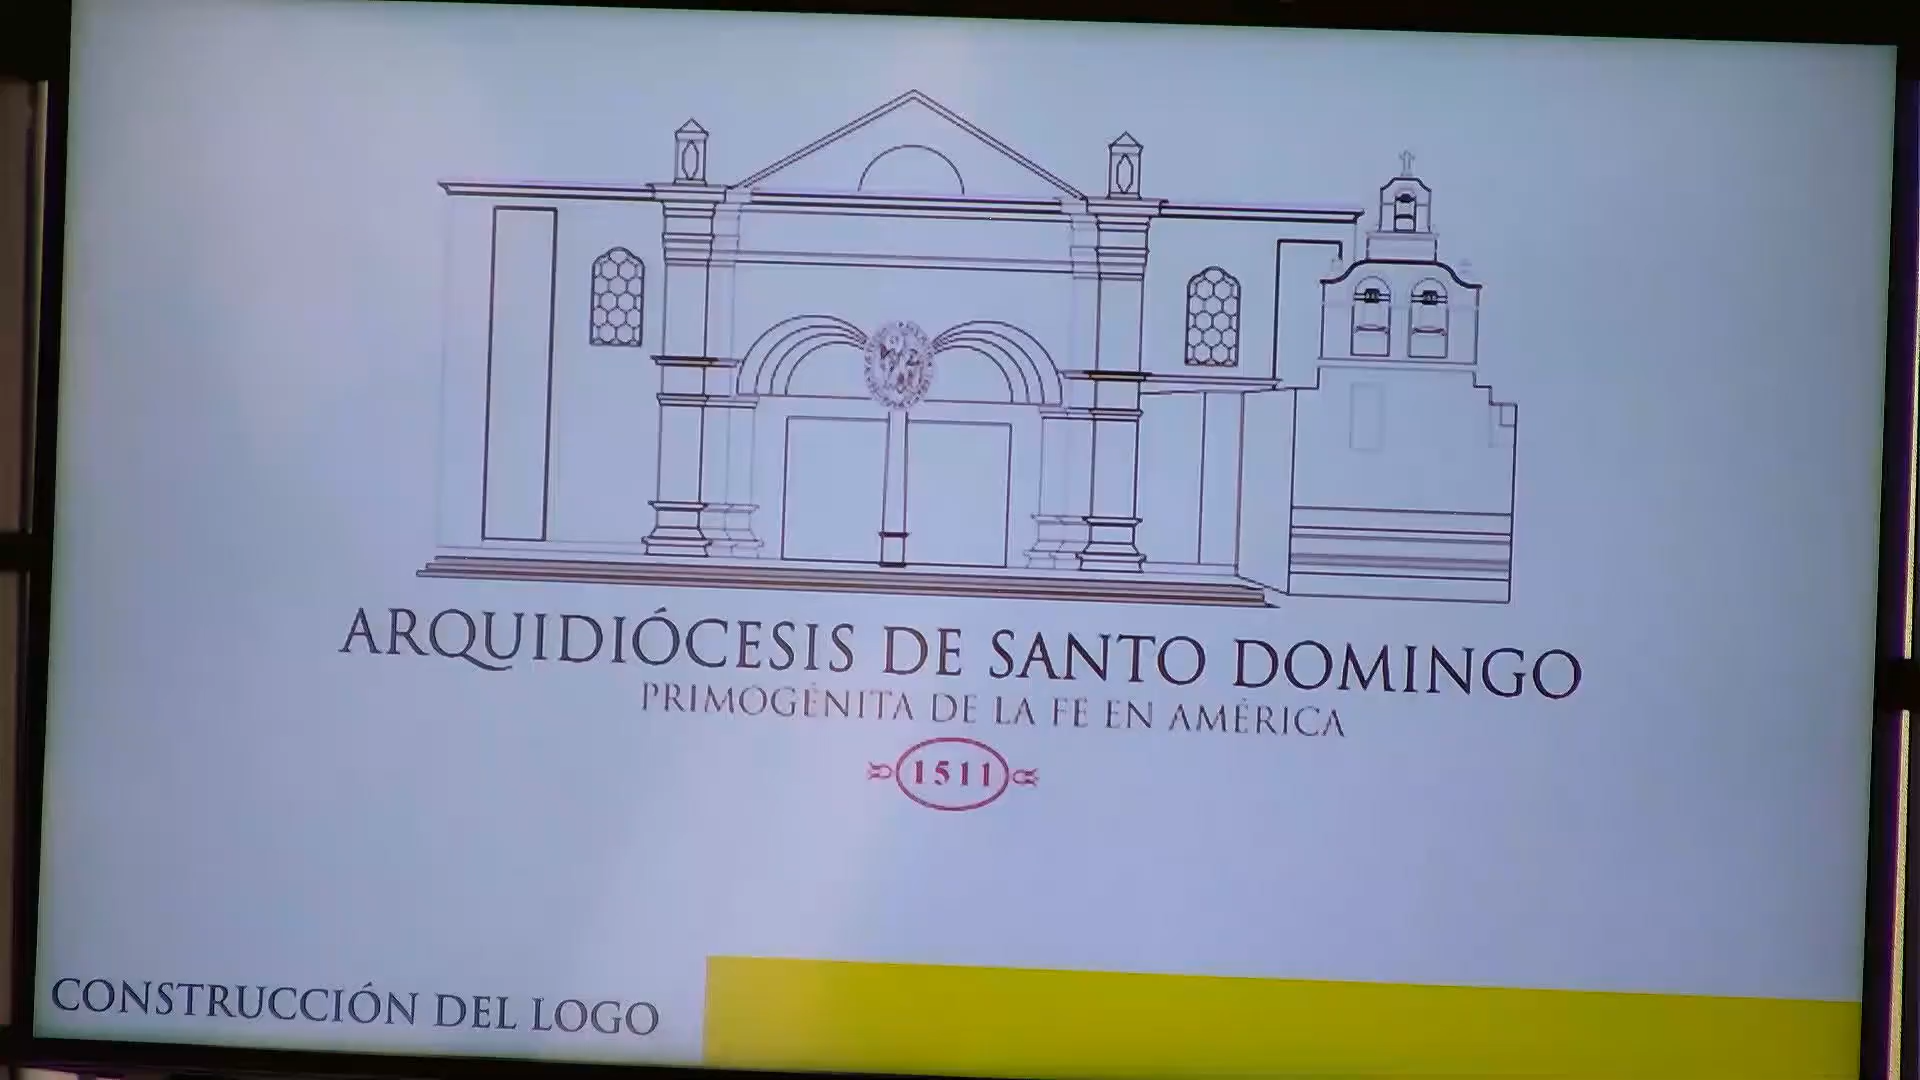 ARQUIDIÓCESIS DE SANTO DOMINGO
PRIMOGÉNITA DE LA FE EN AMÉRICA
1511
CONSTRUCCIÓN DEL LOGO